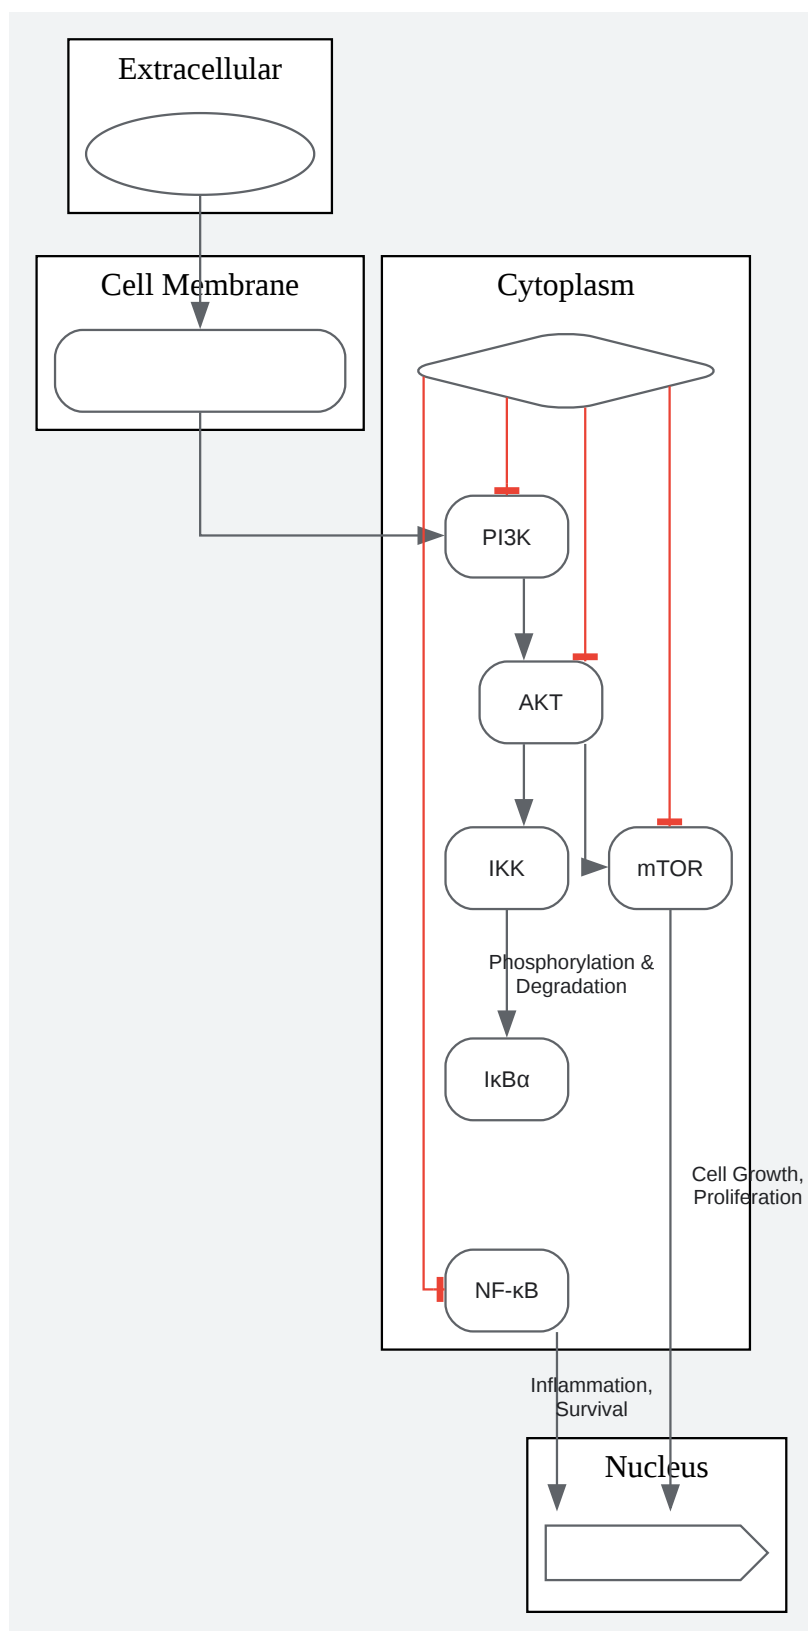 Extracellular
Cell Membrane
Cytoplasm
PI3K
AKT
IKK
mTOR
Phosphorylation &
Degradation
IκBα
Cell Growth,
Proliferation
NF-κB
Inflammation,
Survival
Nucleus